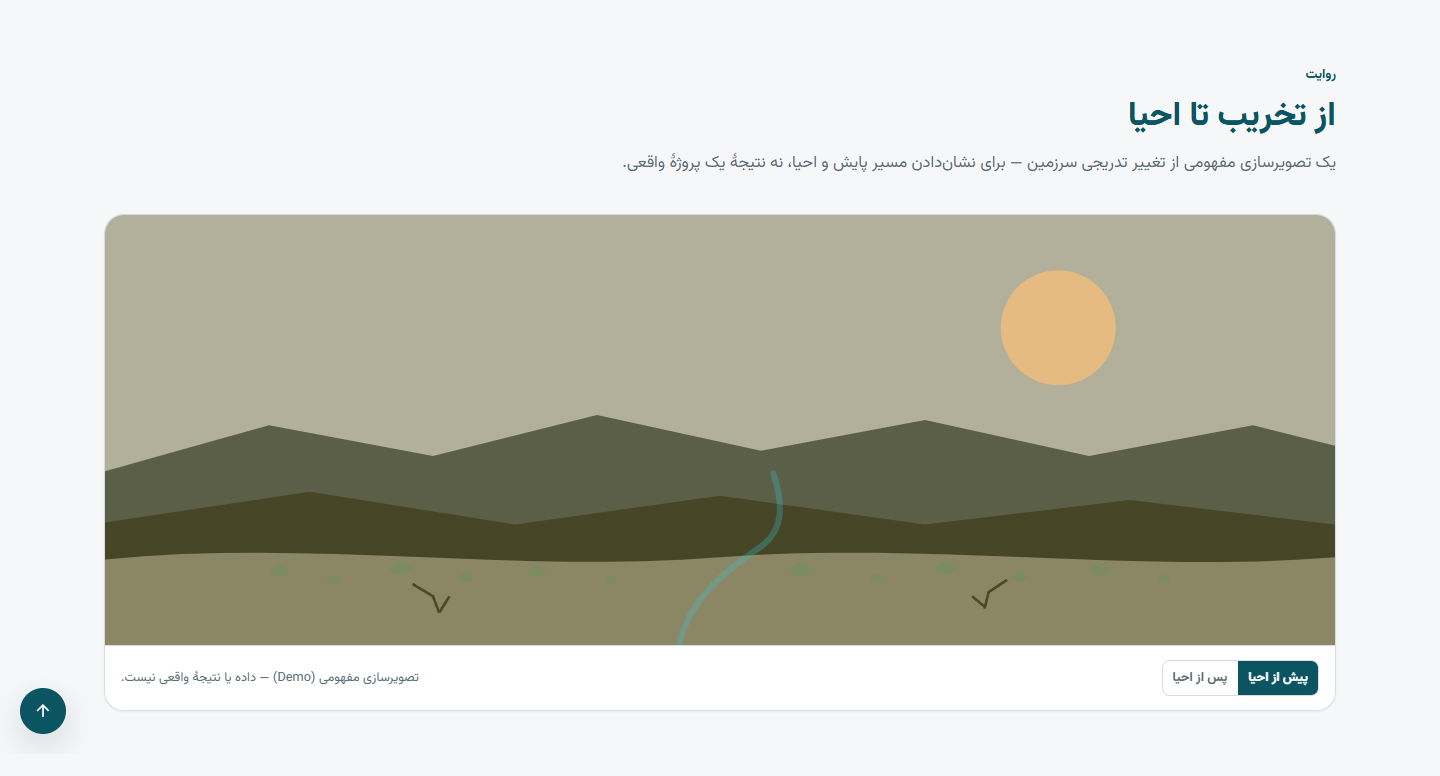 روایت
از تخریب تا احیا
یک تصویرسازی مفهومی از تغییر تدریجی سرزمین — برای نشان‌دادن مسیر پایش و احیا، نه نتیجهٔ یک پروژهٔ واقعی.
پیش از احیا
پس از احیا
تصویرسازی مفهومی (Demo) — داده یا نتیجهٔ واقعی نیست.